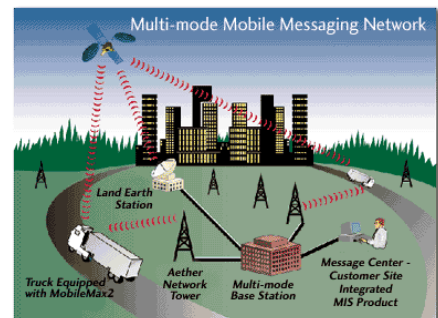 Multi-mode Mobile Messaging Network
Land Earth
Station
Truck Equipped
with MobileMax2
Aether
Network
Tower
Multi-mode
Base Station
Message Center -
Customer Site
Integrated
MIS Product